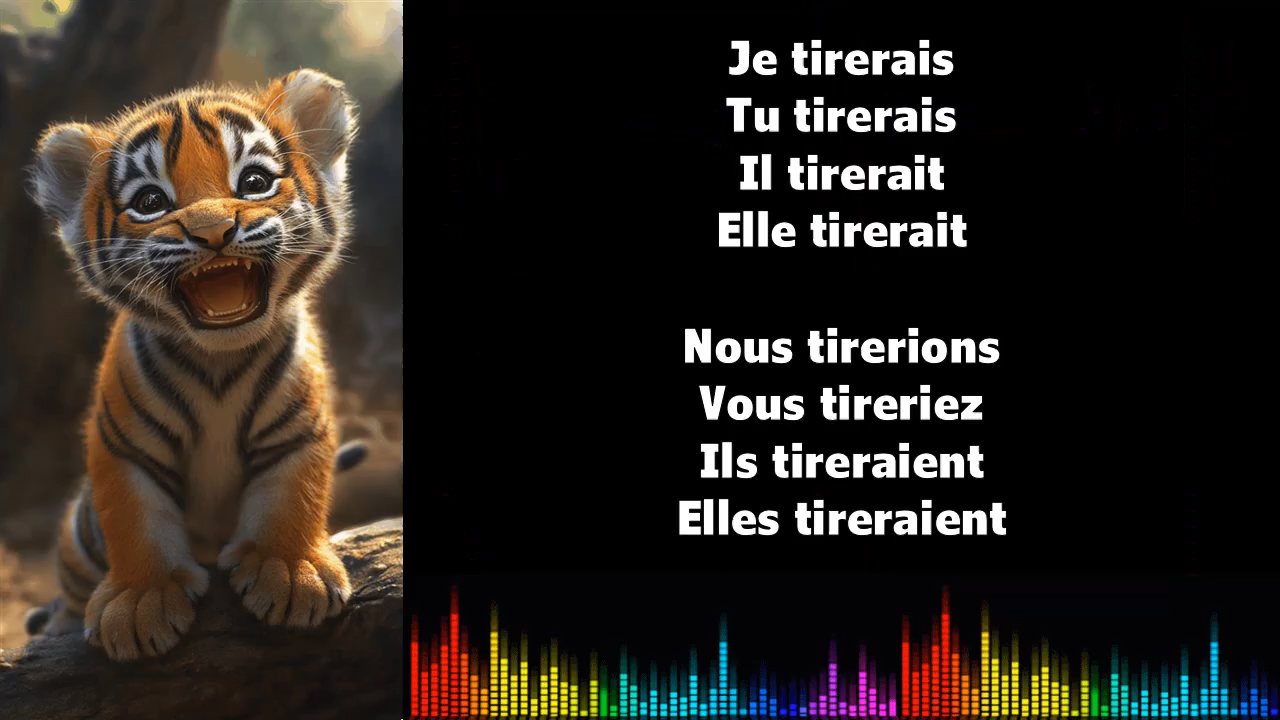 Je tirerais
Tu tirerais
Il tirerait
Elle tirerait
Nous tirerions
Vous tireriez
Ils tireraient
Elles tireraient